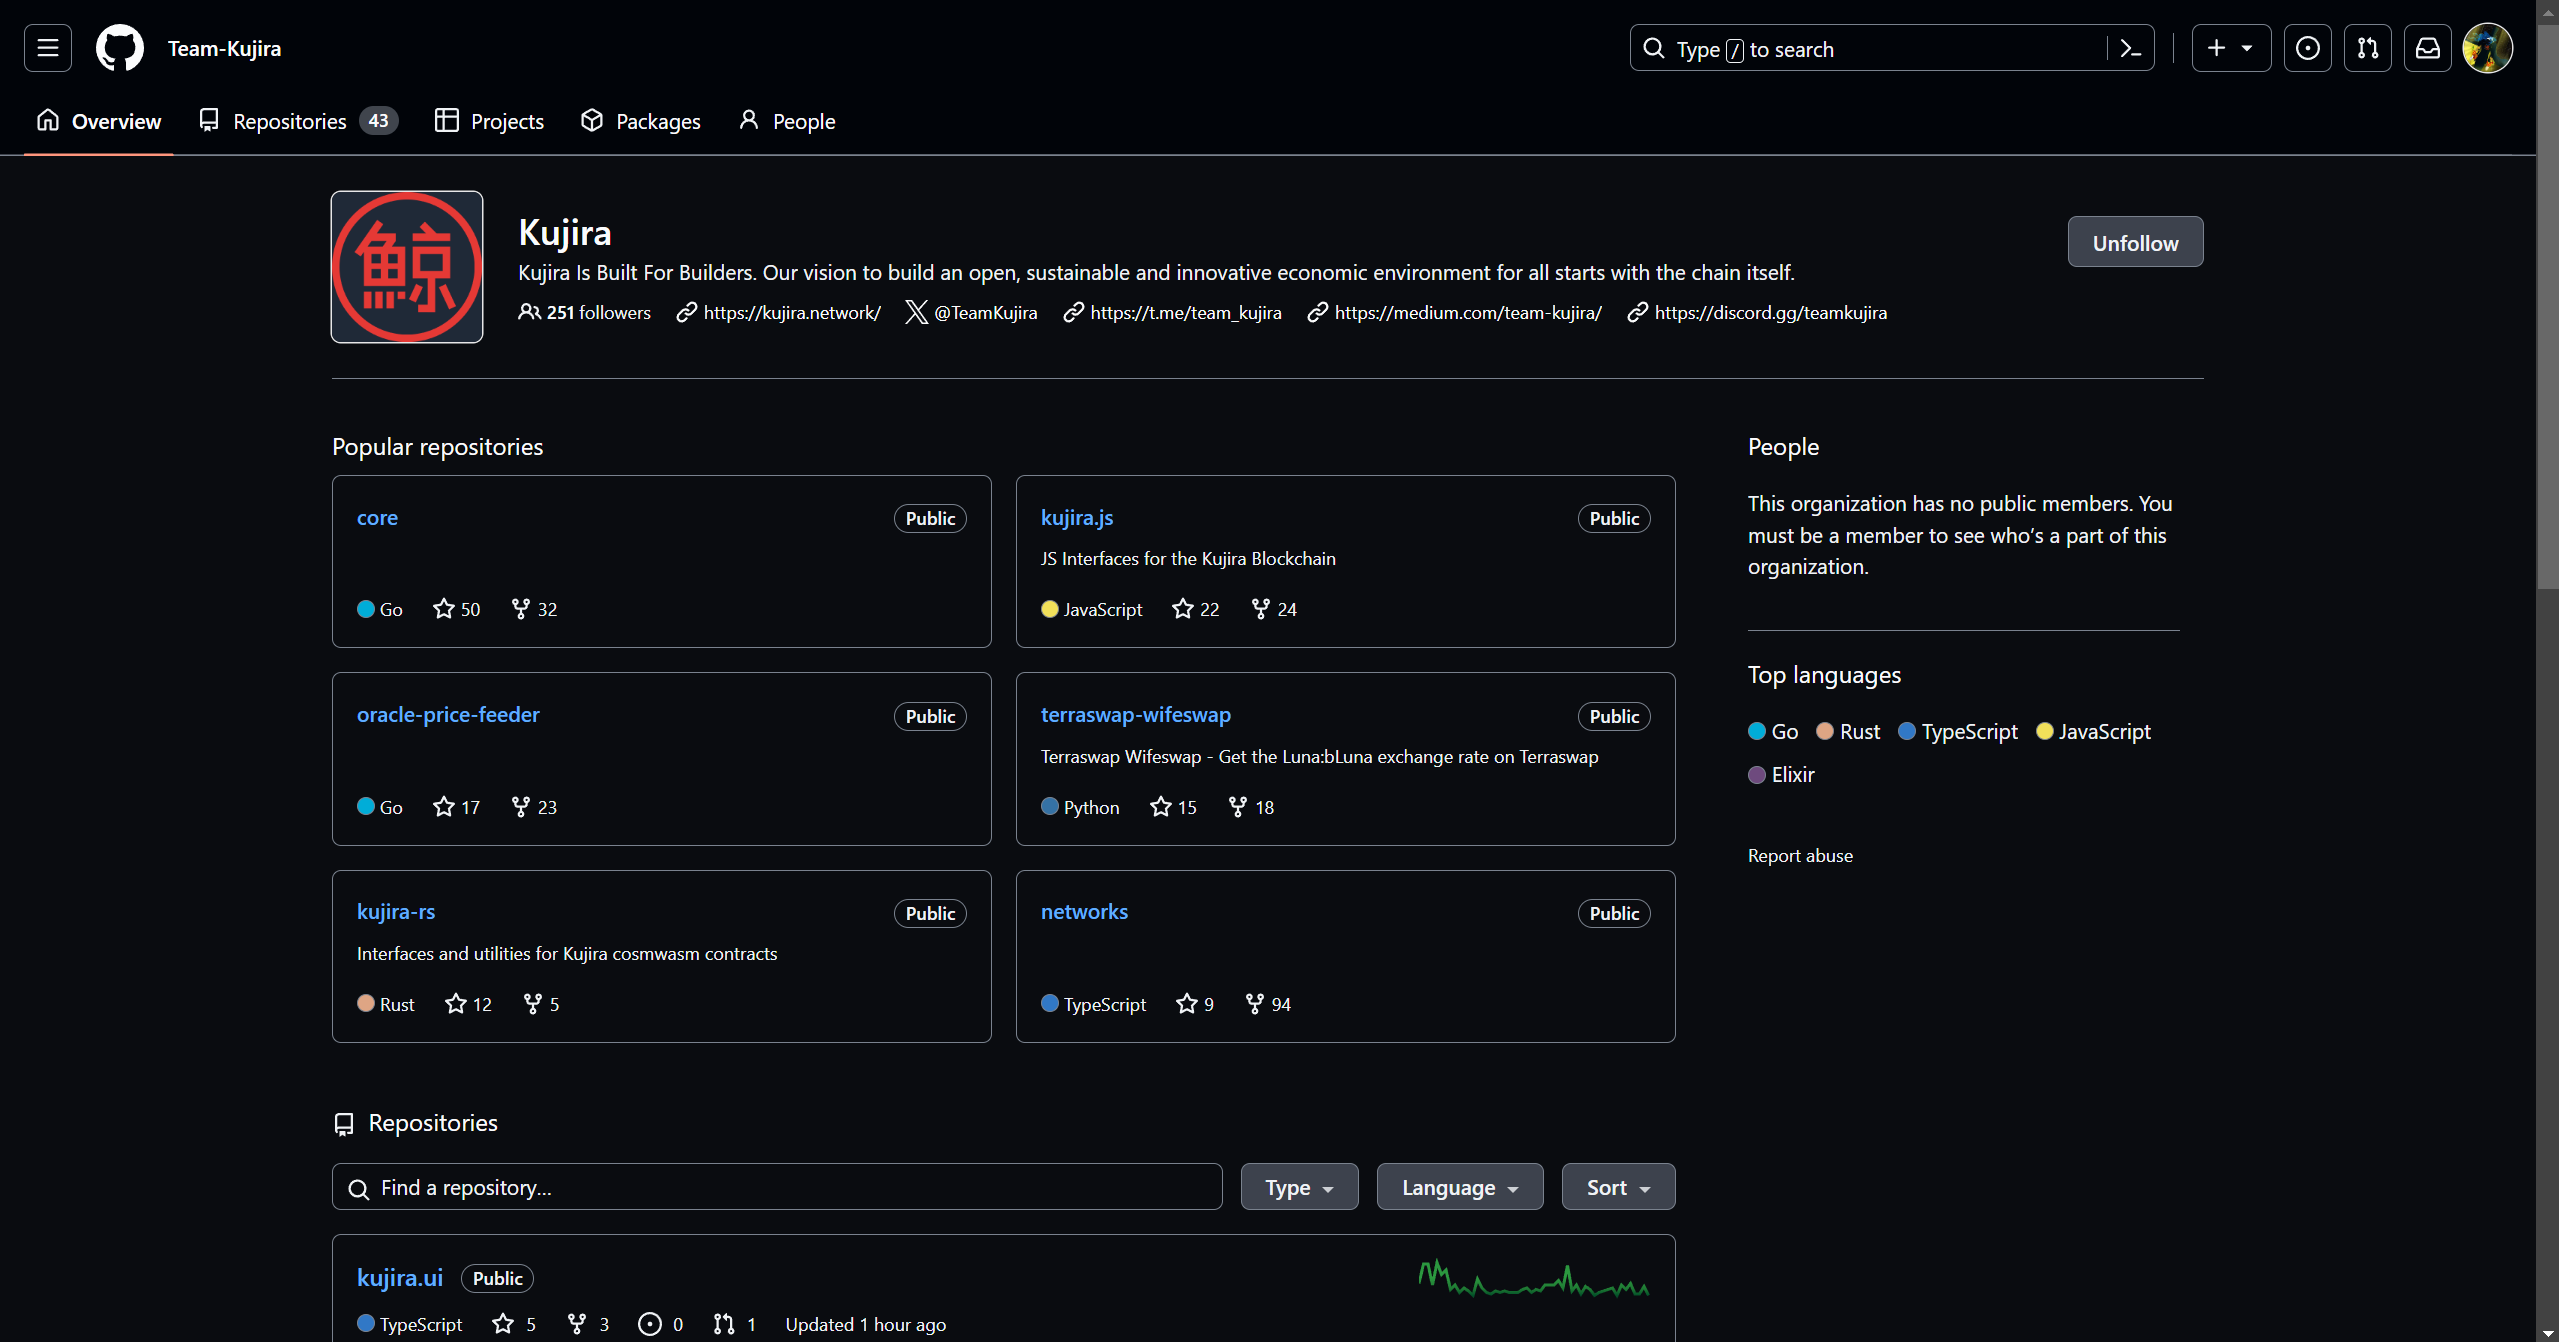 Team-Kujira
Type / to search
Overview
Repositories 43
Projects
Packages
People
鯨
Kujira
Kujira Is Built For Builders. Our vision to build an open, sustainable and innovative economic environment for all starts with the chain itself.
251 followers
https://kujira.network/
@TeamKujira
https://t.me/team_kujira
https://medium.com/team-kujira/
https://discord.gg/teamkujira
Unfollow
Popular repositories
core
Public
Go 50 32
kujira.js
Public
JS Interfaces for the Kujira Blockchain
JavaScript 22 24
oracle-price-feeder
Public
Go 17 23
terraswap-wifeswap
Public
Terraswap Wifeswap - Get the Luna:bLuna exchange rate on Terraswap
Python 15 18
kujira-rs
Public
Interfaces and utilities for Kujira cosmwasm contracts
Rust 12 5
networks
Public
TypeScript 9 94
People
This organization has no public members. You
must be a member to see who's a part of this
organization.
Top languages
Go Rust TypeScript JavaScript
Elixir
Report abuse
Repositories
Find a repository...
Type
Language
Sort
kujira.ui
Public
TypeScript 5 3 0 1 Updated 1 hour ago